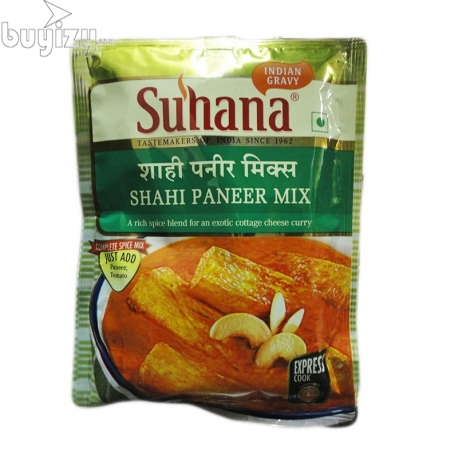 buyizu
INDIAN
GRAVY
Suhana®
TASTEMAKERS OF INDIA SINCE 1962
शाही पनीर मिक्स
SHAHI PANEER MIX
A rich spice blend for an exotic cottage cheese curry
COMPLETE SPICE MIX
JUST ADD
Paneer,
Tomato
EXPRESS
COOK